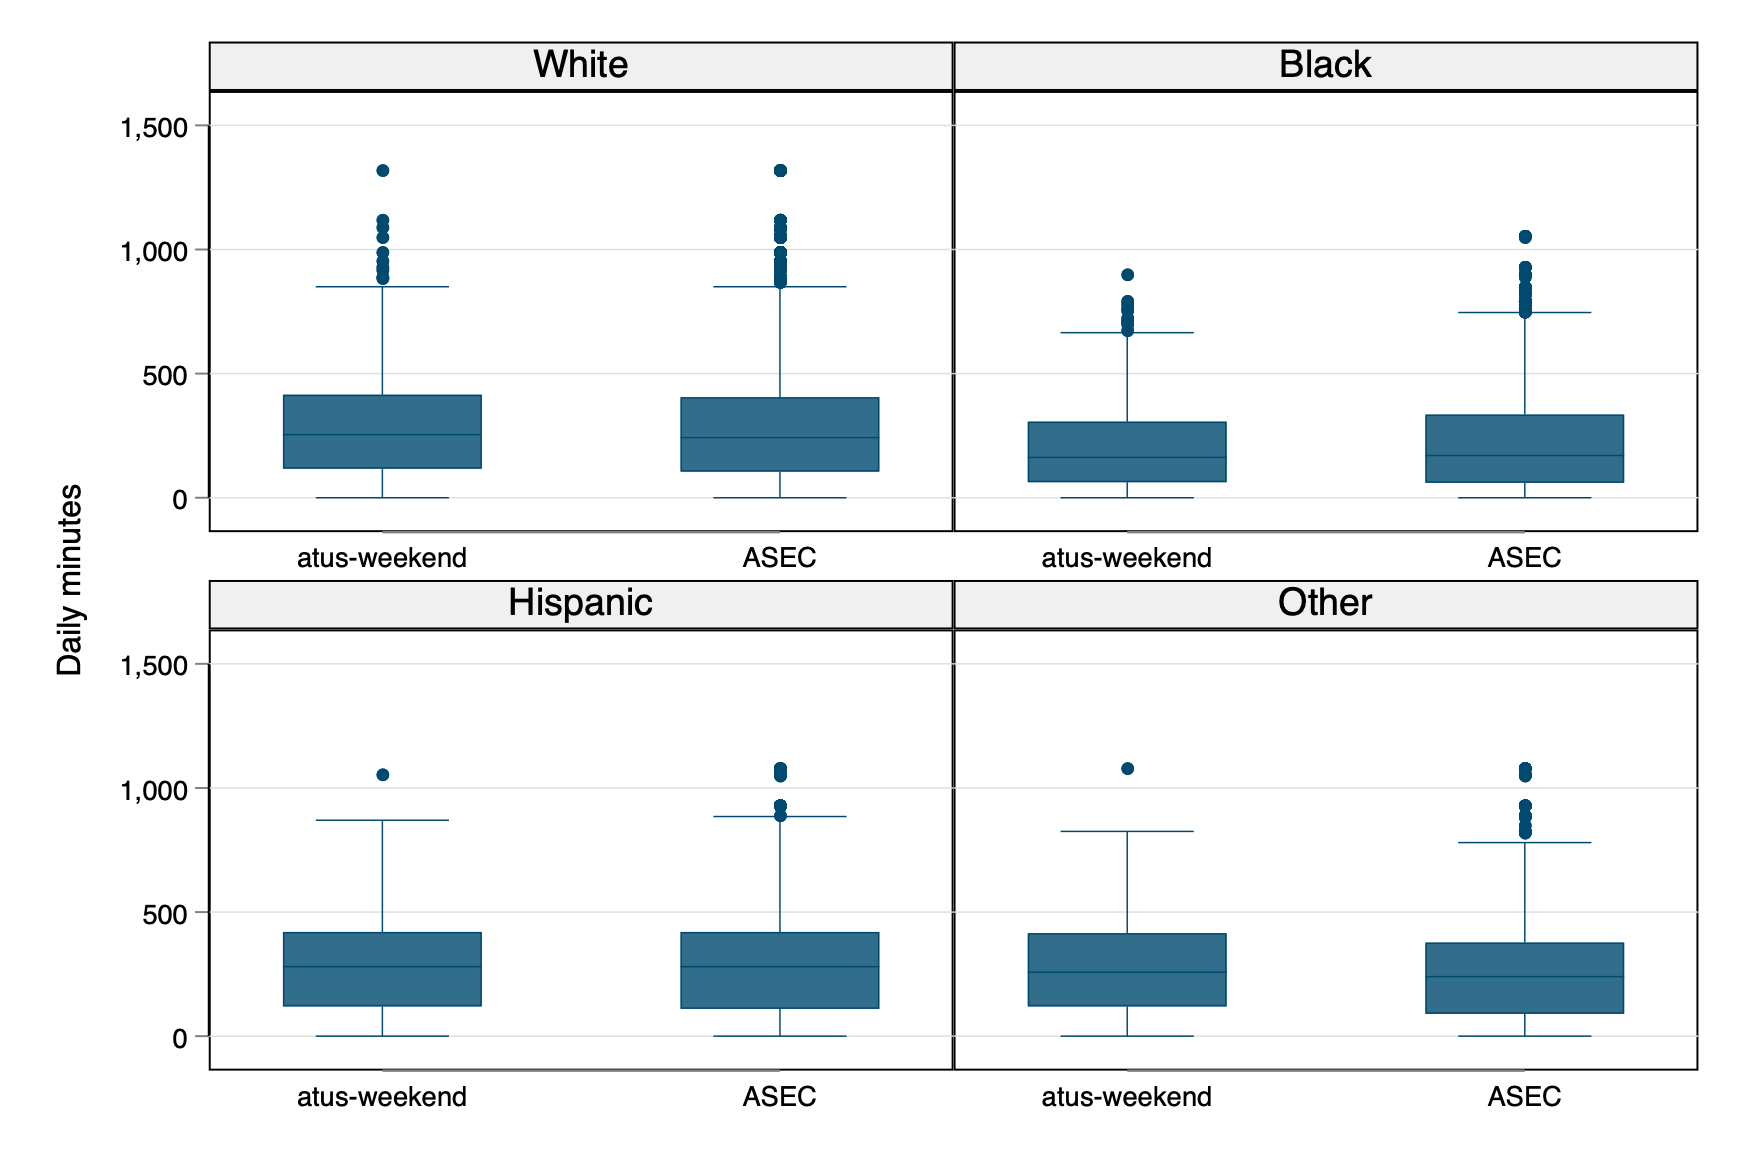 White
Black
1,500
1,000
500
0
atus-weekend
ASEC
atus-weekend
ASEC
Daily minutes
Hispanic
Other
1,500
1,000
500
0
atus-weekend
ASEC
atus-weekend
ASEC